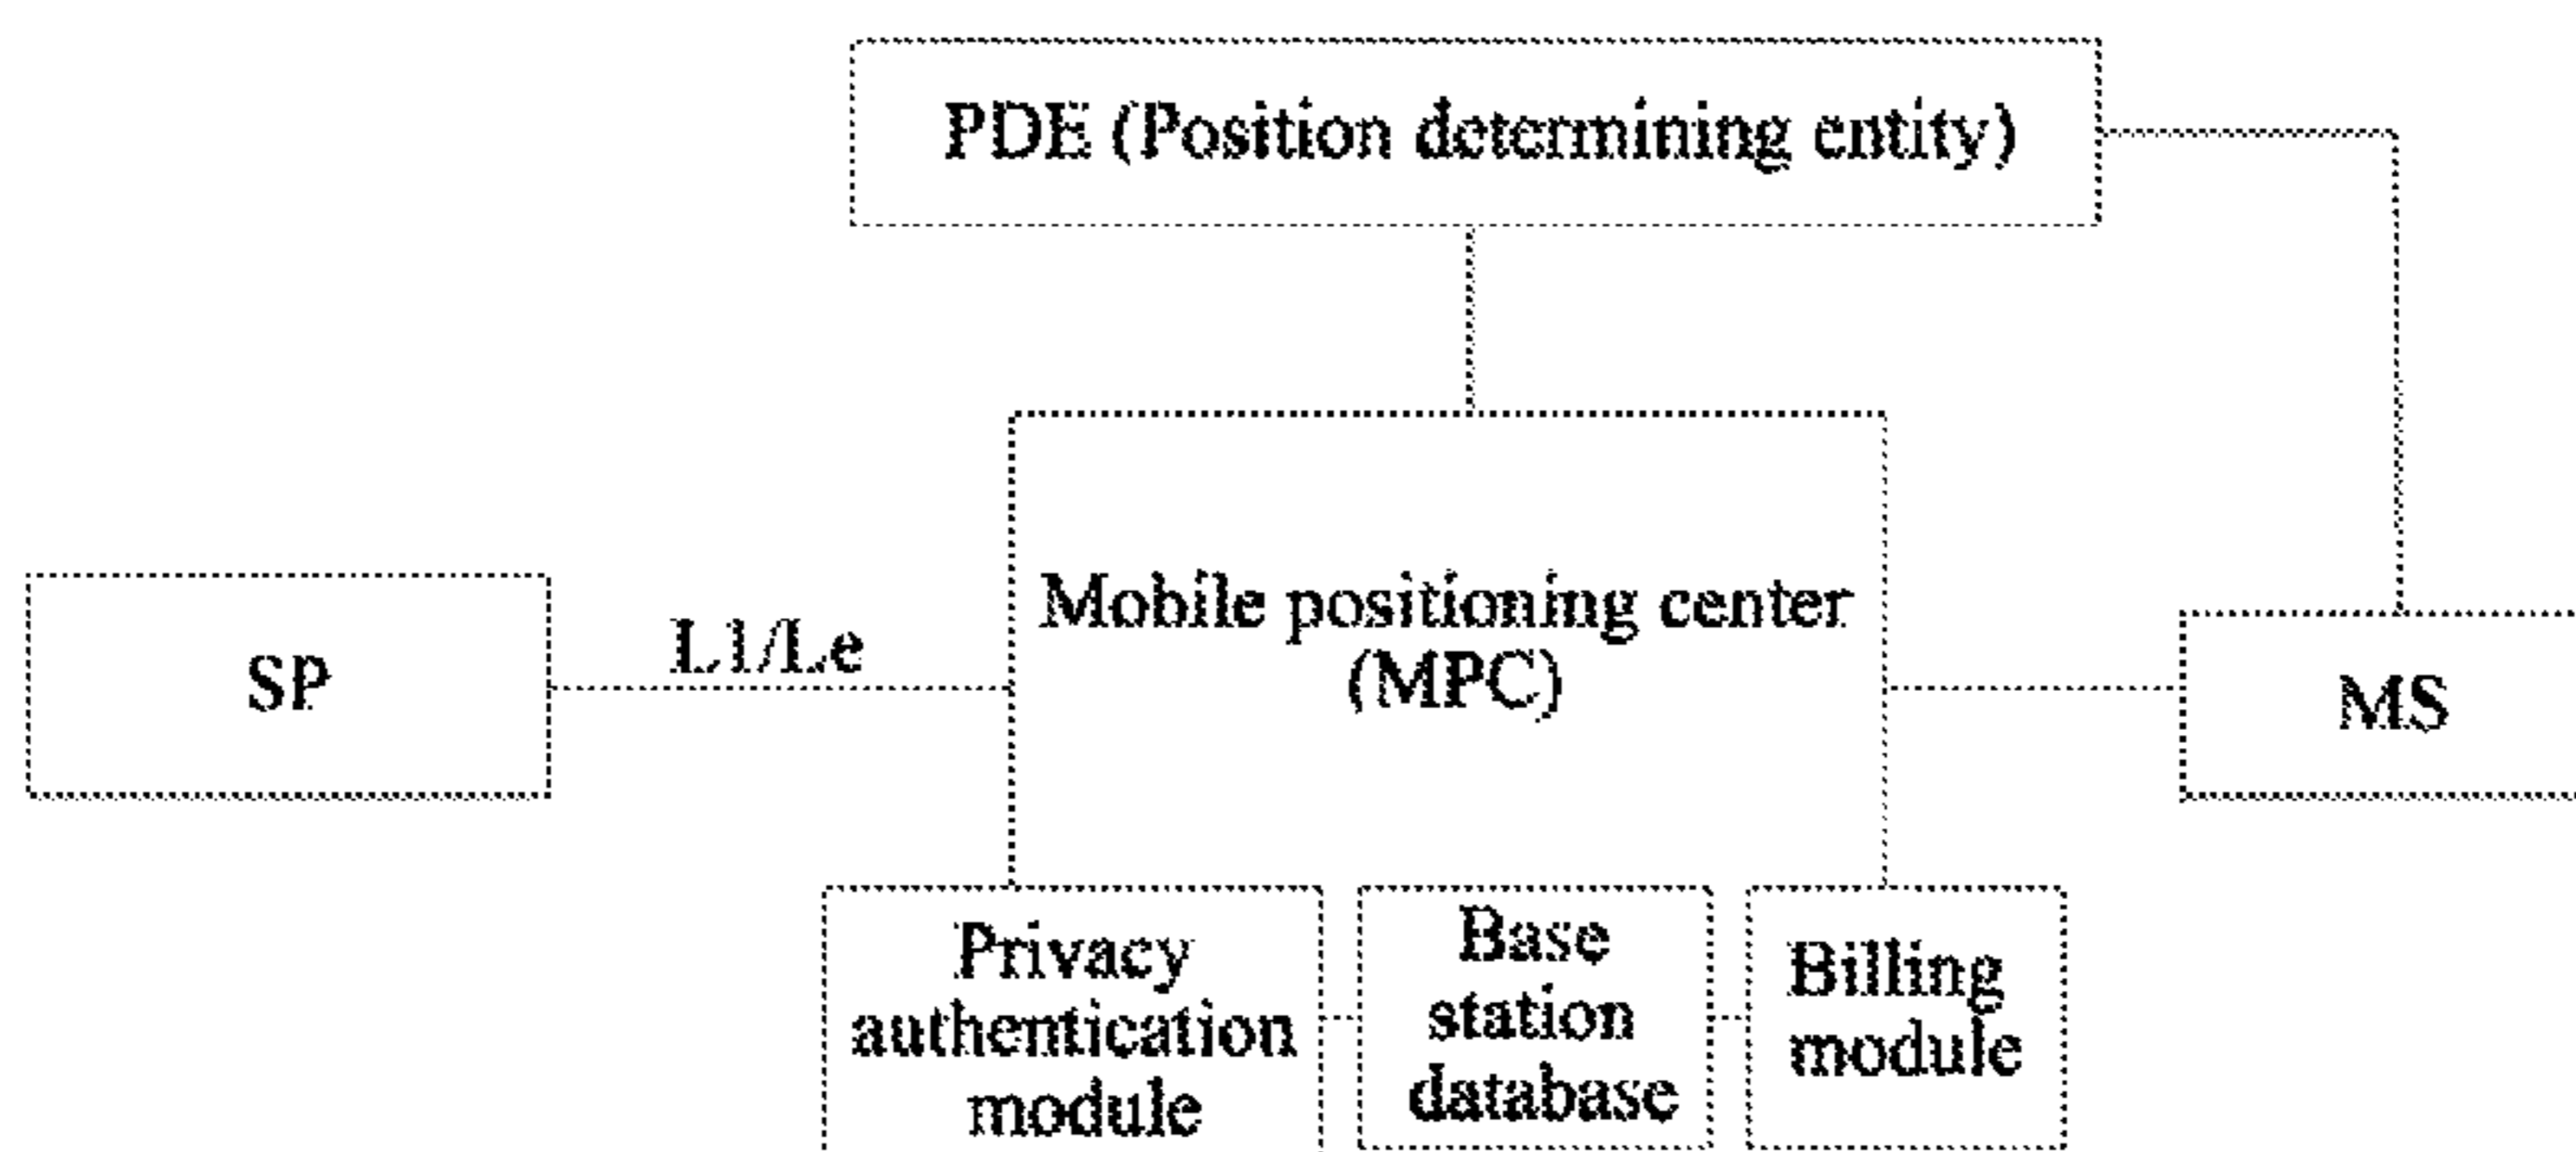 PDE (Position determining entity)
Mobile positioning center
(MPC)
SP
L1/Le
MS
Privacy
authentication
module
Base
station
database
Billing
module